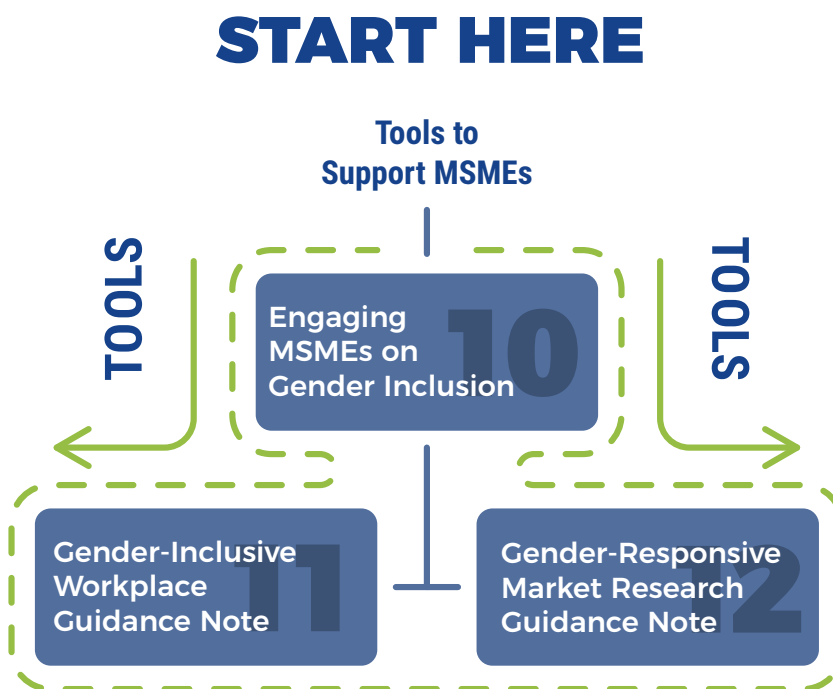 START HERE
Tools to
Support MSMEs
TOOLS
TOOLS
Engaging
MSMEs on
Gender Inclusion
10
Gender-Inclusive
Workplace
Guidance Note
11
Gender-Responsive
Market Research
Guidance Note
12